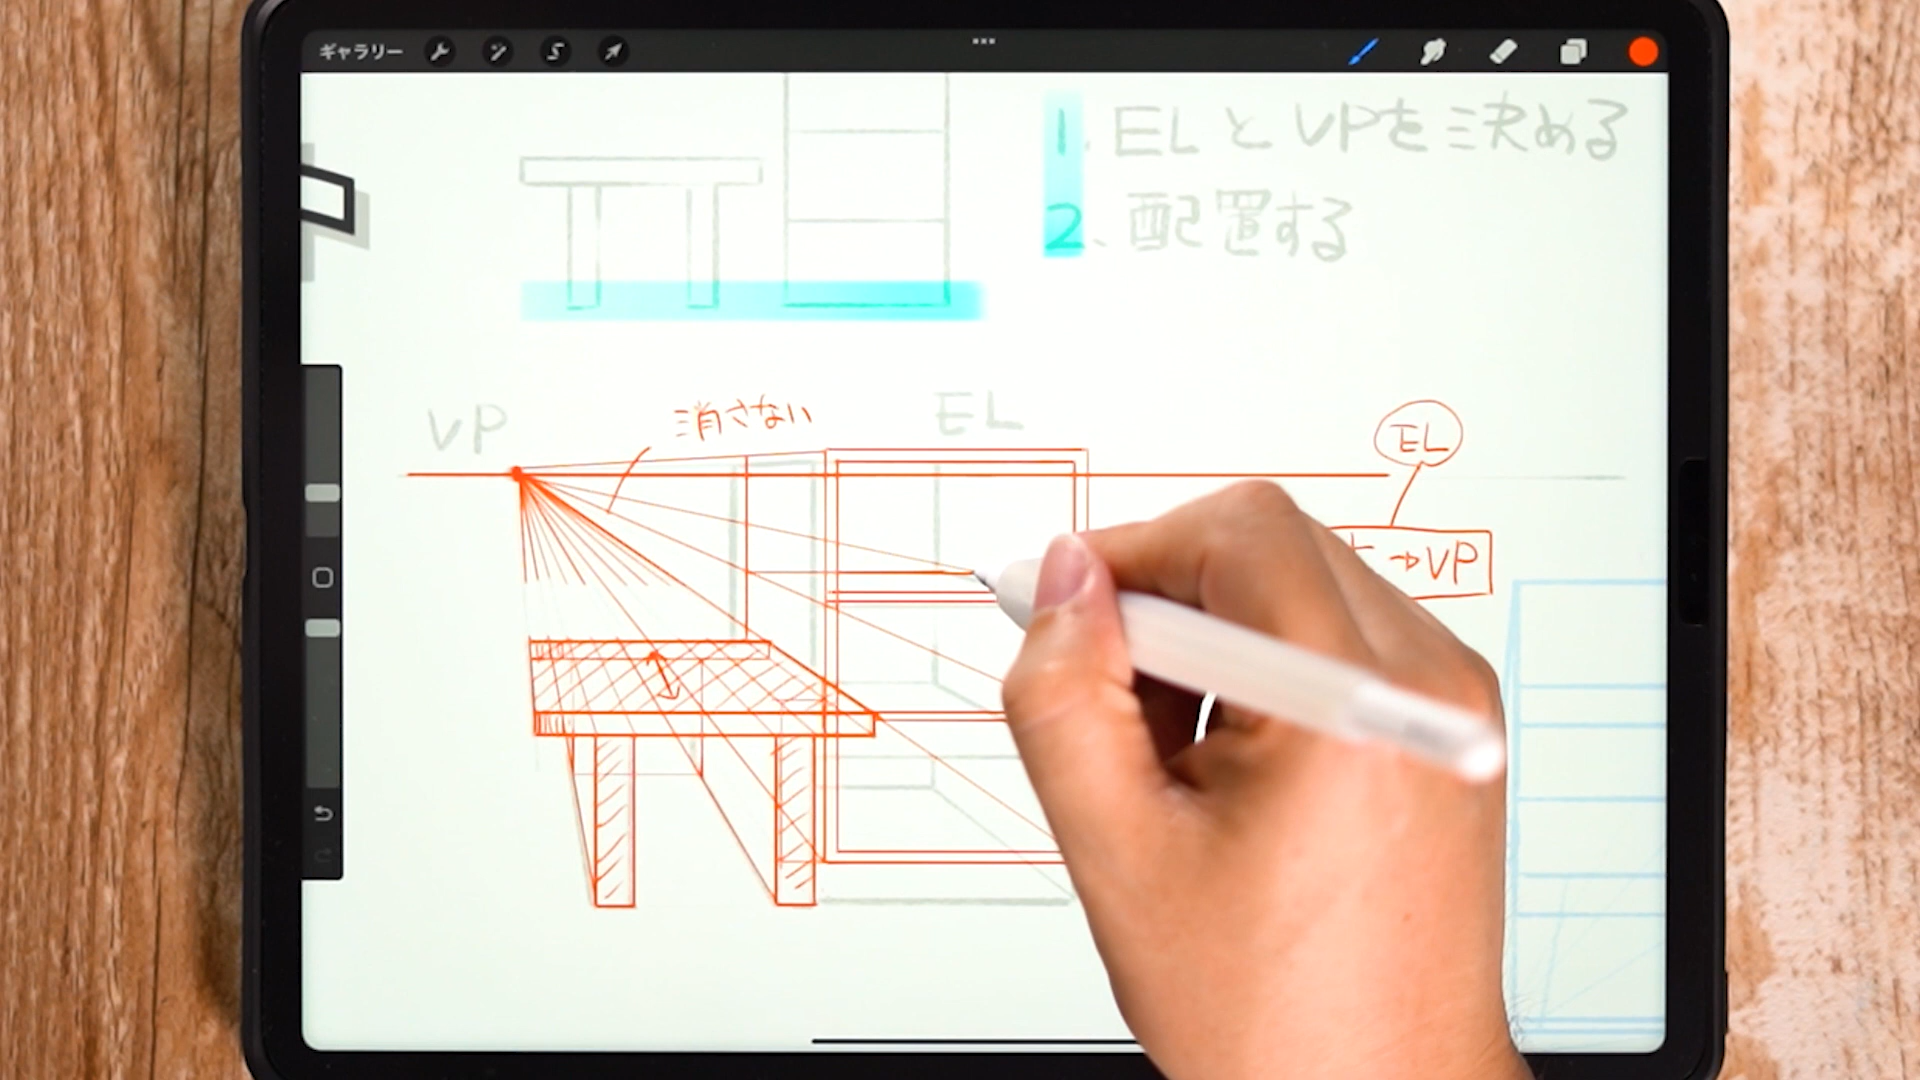 ギャラリー
1. ELとVPを決める
2、配置する
VP
消さない
EL
EL
→VP